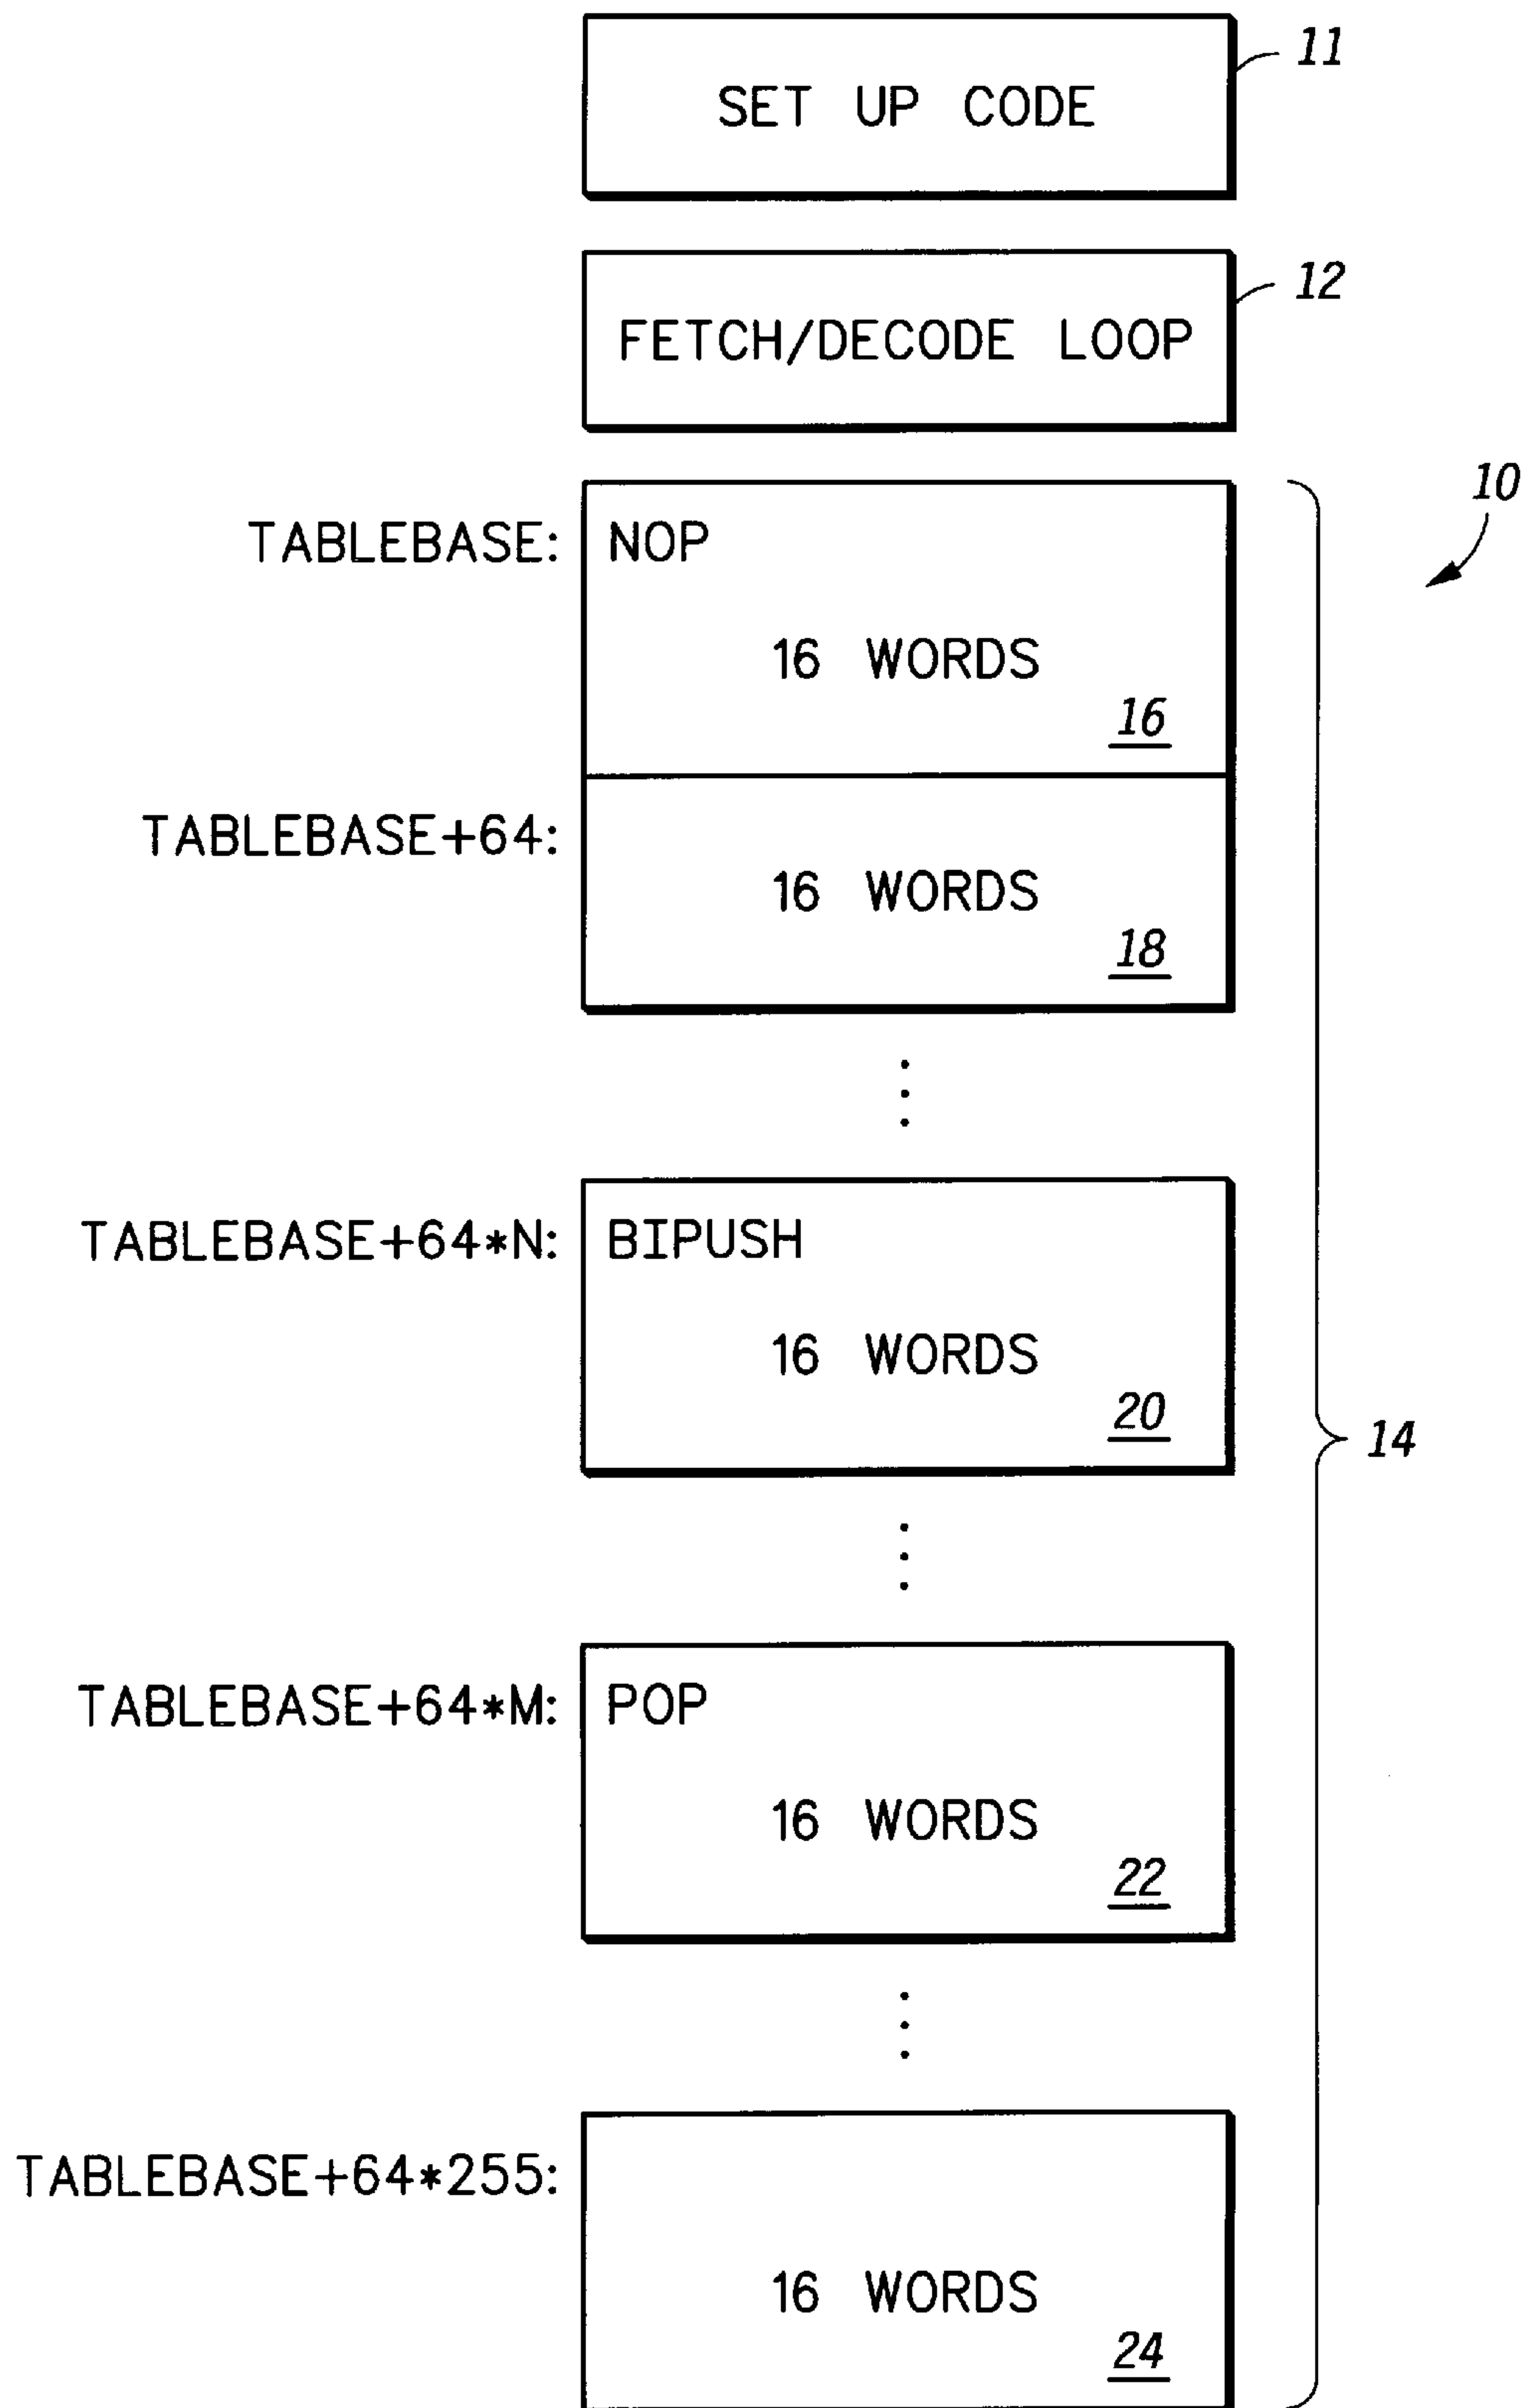 SET UP CODE
11
FETCH/DECODE LOOP
12
10
TABLEBASE: NOP
16 WORDS
16
TABLEBASE+64:
16 WORDS
18
TABLEBASE+64*N: BIPUSH
16 WORDS
20
14
TABLEBASE+64*M: POP
16 WORDS
22
TABLEBASE+64*255:
16 WORDS
24